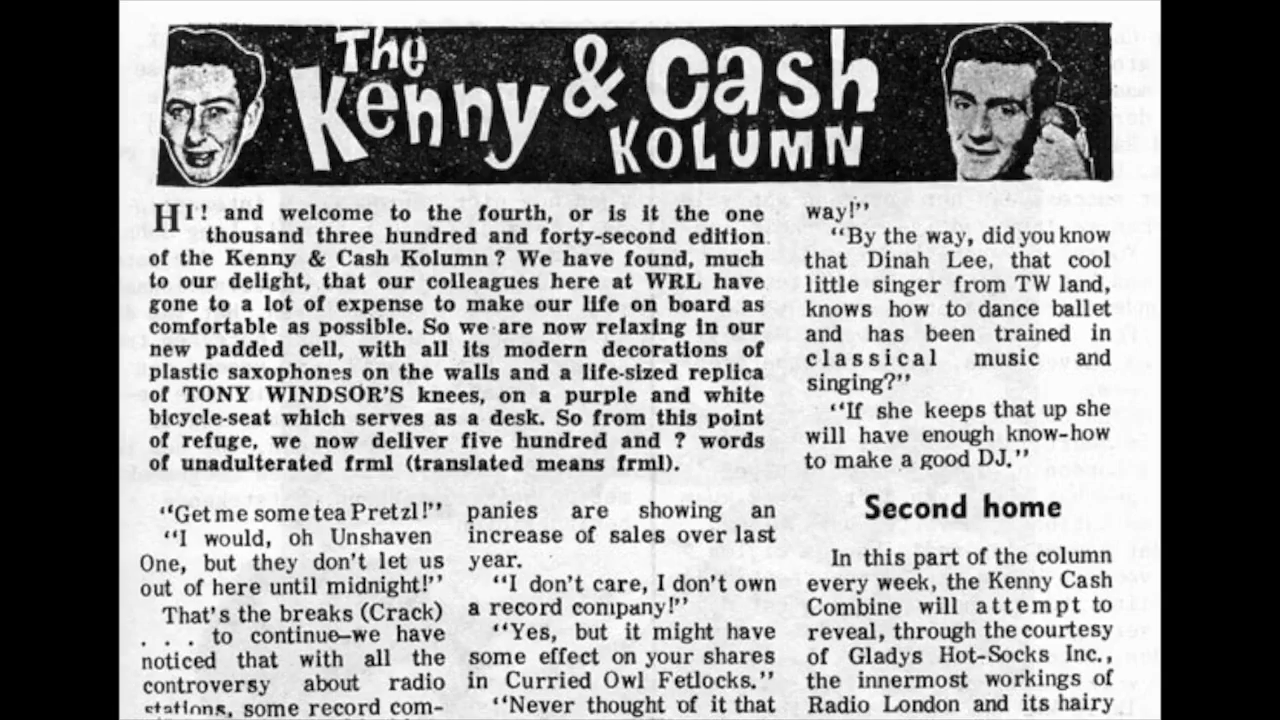 The
Kenny & Cash
KOLUMN
HI! and welcome to the fourth, or is it the one
thousand three hundred and forty-second edition
of the Kenny & Cash Kolumn? We have found, much
to our delight, that our colleagues here at WRL have
gone to a lot of expense to make our life on board as
comfortable as possible. So we are now relaxing in our
new padded cell, with all its modern decorations of
plastic saxophones on the walls and a life-sized replica
of TONY WINDSOR'S knees, on a purple and white
bicycle-seat which serves as a desk. So from this point
of refuge, we now deliver five hundred and ? words
of unadulterated frml (translated means frml).
"Get me some tea Pretzl!"
"I would, oh Unshaven
One, but they don't let us
out of here until midnight!"
That's the breaks (Crack)
. . . to continue—we have
noticed that with all the
controversy about radio
stations, some record com-
panies are showing an
increase of sales over last
year.
"I don't care, I don't own
a record company!"
"Yes, but it might have
some effect on your shares
in Curried Owl Fetlocks."
"Never thought of it that
way!"
"By the way, did you know
that Dinah Lee, that cool
little singer from TW land,
knows how to dance ballet
and has been trained in
classical music and
singing?"
"If she keeps that up she
will have enough know-how
to make a good DJ."
Second home
In this part of the column
every week, the Kenny Cash
Combine will attempt to
reveal, through the courtesy
of Gladys Hot-Socks Inc.,
the innermost workings of
Radio London and its hairy